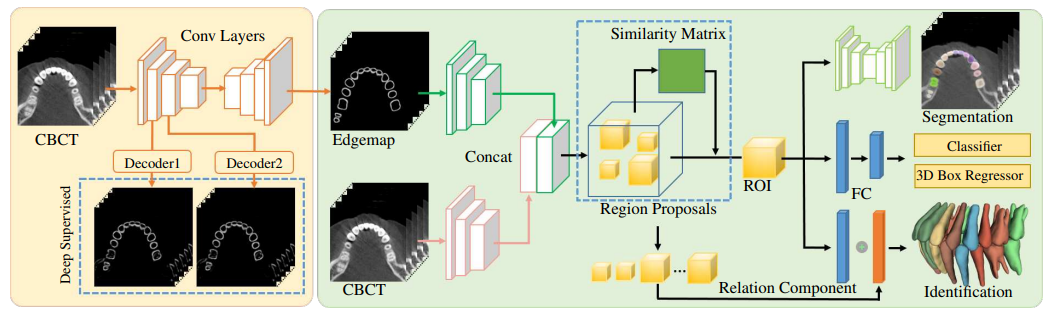 Conv Layers
CBCT
Decoder1
Decoder2
Deep Supervised
Edgemap
Concat
CBCT
Similarity Matrix
Region Proposals
ROI
Relation Component
FC
Segmentation
Classifier
3D Box Regressor
Identification